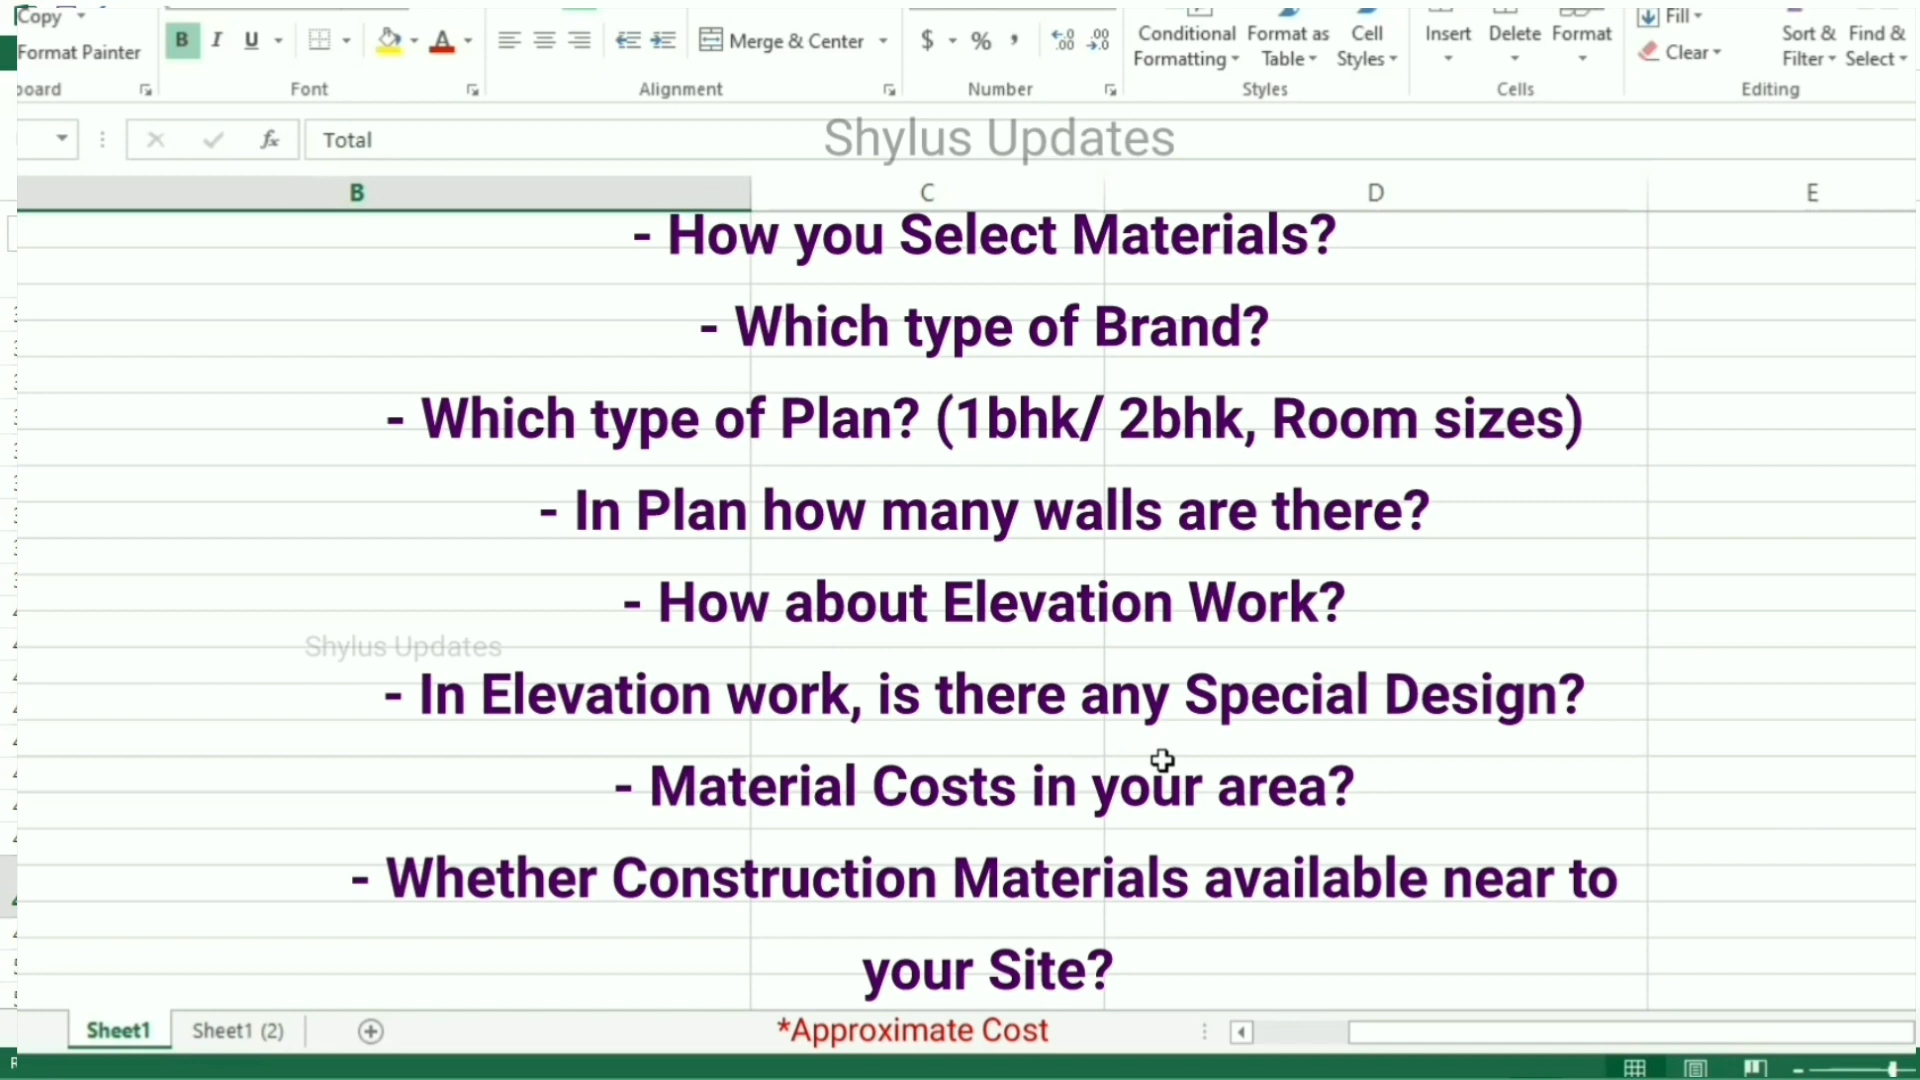 Copy
Format Painter
B I U
Merge & Center
$ % ,
Conditional Formatting
Format as Table
Cell Styles
Insert
Delete
Format
Fill
Clear
Sort & Filter
Find & Select
board
Font
Alignment
Number
Styles
Cells
Editing
fx
Total
Shylus Updates
B C D E
- How you Select Materials?
- Which type of Brand?
- Which type of Plan? (1bhk/ 2bhk, Room sizes)
- In Plan how many walls are there?
- How about Elevation Work?
Shylus Updates
- In Elevation work, is there any Special Design?
- Material Costs in your area?
- Whether Construction Materials available near to
your Site?
Sheet1 Sheet1 (2)
*Approximate Cost